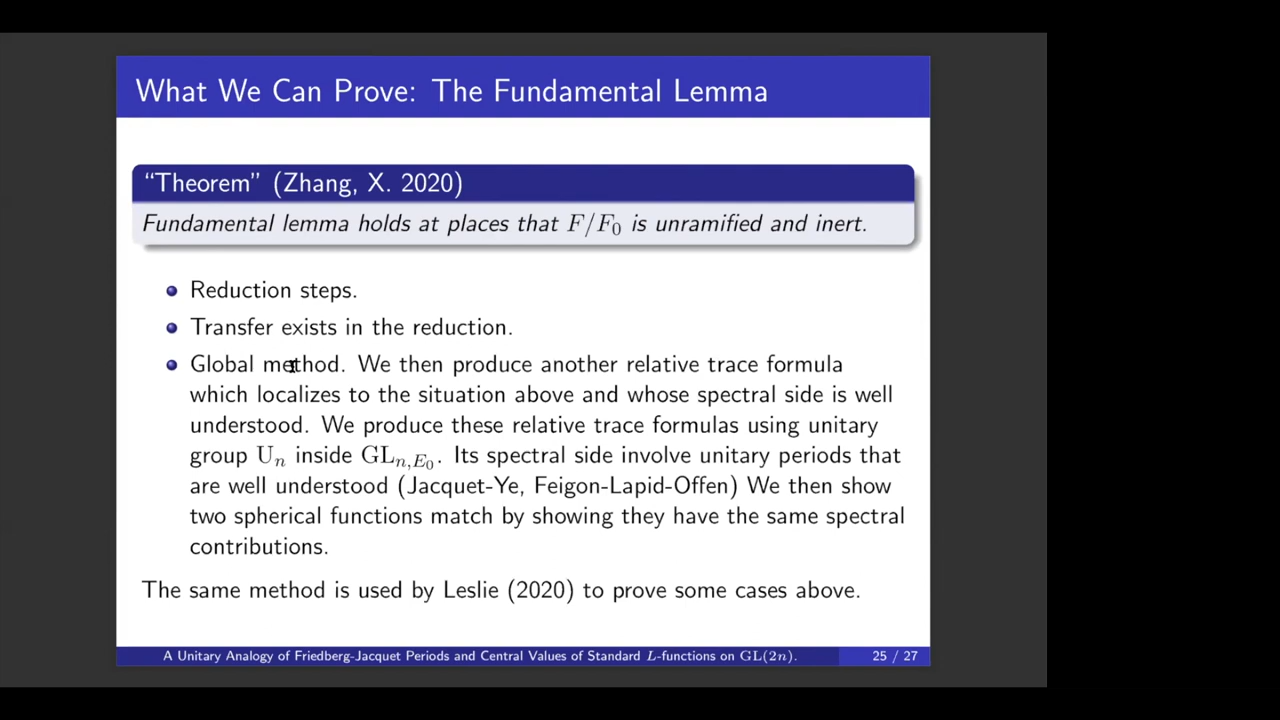 What We Can Prove: The Fundamental Lemma
“Theorem” (Zhang, X. 2020)
Fundamental lemma holds at places that F/F₀ is unramified and inert.
Reduction steps.
Transfer exists in the reduction.
Global method. We then produce another relative trace formula
which localizes to the situation above and whose spectral side is well
understood. We produce these relative trace formulas using unitary
group Uₙ inside GL_{n,E₀}. Its spectral side involve unitary periods that
are well understood (Jacquet-Ye, Feigon-Lapid-Offen) We then show
two spherical functions match by showing they have the same spectral
contributions.
The same method is used by Leslie (2020) to prove some cases above.
A Unitary Analogy of Friedberg-Jacquet Periods and Central Values of Standard L-functions on GL(2n). 25 / 27